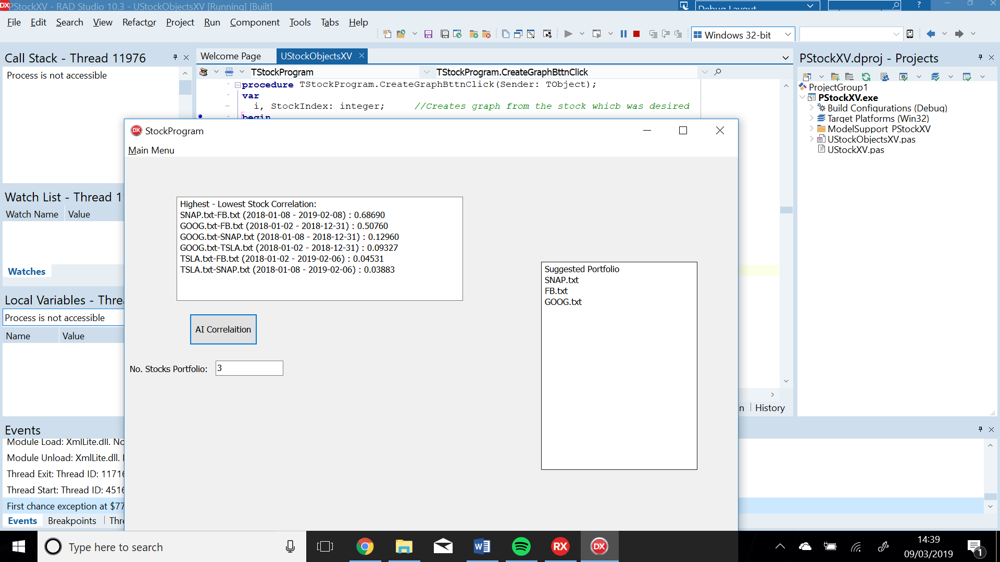 PStockXV - RAD Studio 10.3 - UStockObjectsXV [Running] [Built]
Debug Layout
?
File Edit Search View Refactor Project Run Component Tools Tabs Help
Windows 32-bit
Call Stack - Thread 11976
Process is not accessible
Welcome Page
UStockObjectsXV
TStockProgram
TStockProgram.CreateGraphBttnClick
procedure TStockProgram.CreateGraphBttnClick(Sender: TObject);
var
i, StockIndex: integer; //Creates graph from the stock whicb was desired
begin
PStockXV.dproj - Projects
ProjectGroup1
PStockXV.exe
Build Configurations (Debug)
Target Platforms (Win32)
ModelSupport_PStockXV
UStockObjectsXV.pas
UStockXV.pas
Watch List - Thread 1
Watch Name Value
Watches
Local Variables - Thre
Process is not accessible
Name Value
StockProgram
Main Menu
Highest - Lowest Stock Correlation:
SNAP.txt-FB.txt (2018-01-08 - 2019-02-08) : 0.68690
GOOG.txt-FB.txt (2018-01-02 - 2018-12-31) : 0.50760
GOOG.txt-SNAP.txt (2018-01-08 - 2018-12-31) : 0.12960
GOOG.txt-TSLA.txt (2018-01-02 - 2018-12-31) : 0.09327
TSLA.txt-FB.txt (2018-01-02 - 2019-02-06) : 0.04531
TSLA.txt-SNAP.txt (2018-01-08 - 2019-02-06) : 0.03883
AI Correlaition
No. Stocks Portfolio: 3
Suggested Portfolio
SNAP.txt
FB.txt
GOOG.txt
n History
Events
Module Load: XmlLite.dll. No
Module Unload: XmlLite.dll.
Thread Exit: Thread ID: 11716
Thread Start: Thread ID: 4516
First chance exception at $77
Events Breakpoints Thre
Type here to search
RX
DX
14:39
09/03/2019
1